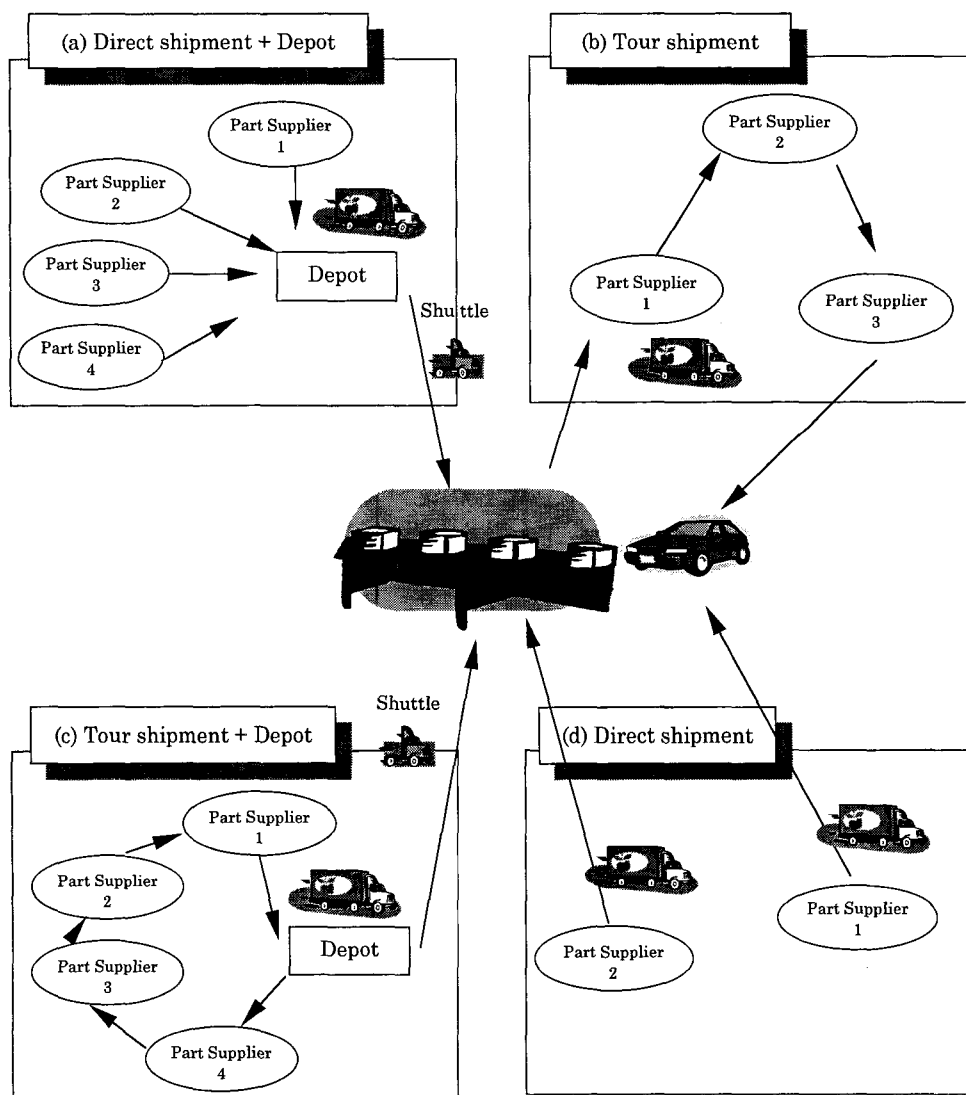 (a) Direct shipment + Depot
Part Supplier
1
Part Supplier
2
Part Supplier
3
Part Supplier
4
Depot
Shuttle
(b) Tour shipment
Part Supplier
2
Part Supplier
1
Part Supplier
3
(c) Tour shipment + Depot
Shuttle
Part Supplier
1
Part Supplier
2
Part Supplier
3
Part Supplier
4
Depot
(d) Direct shipment
Part Supplier
1
Part Supplier
2